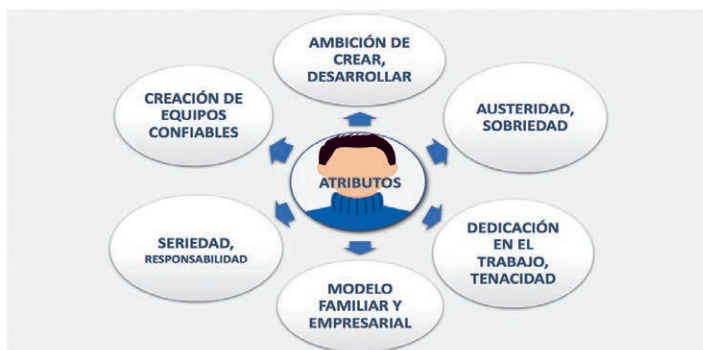 AMBICIÓN DE
CREAR,
DESARROLLAR
CREACIÓN DE
EQUIPOS
CONFIABLES
AUSTERIDAD,
SOBRIEDAD
ATRIBUTOS
SERIEDAD,
RESPONSABILIDAD
DEDICACIÓN
EN EL
TRABAJO,
TENACIDAD
MODELO
FAMILIAR Y
EMPRESARIAL